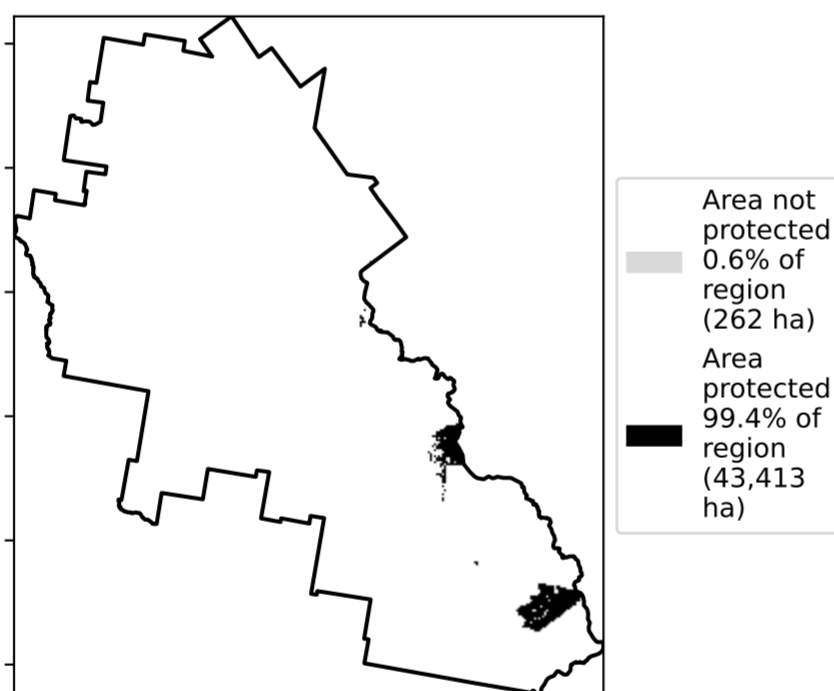 Area not
protected
0.6% of
region
(262 ha)
Area
protected
99.4% of
region
(43,413
ha)